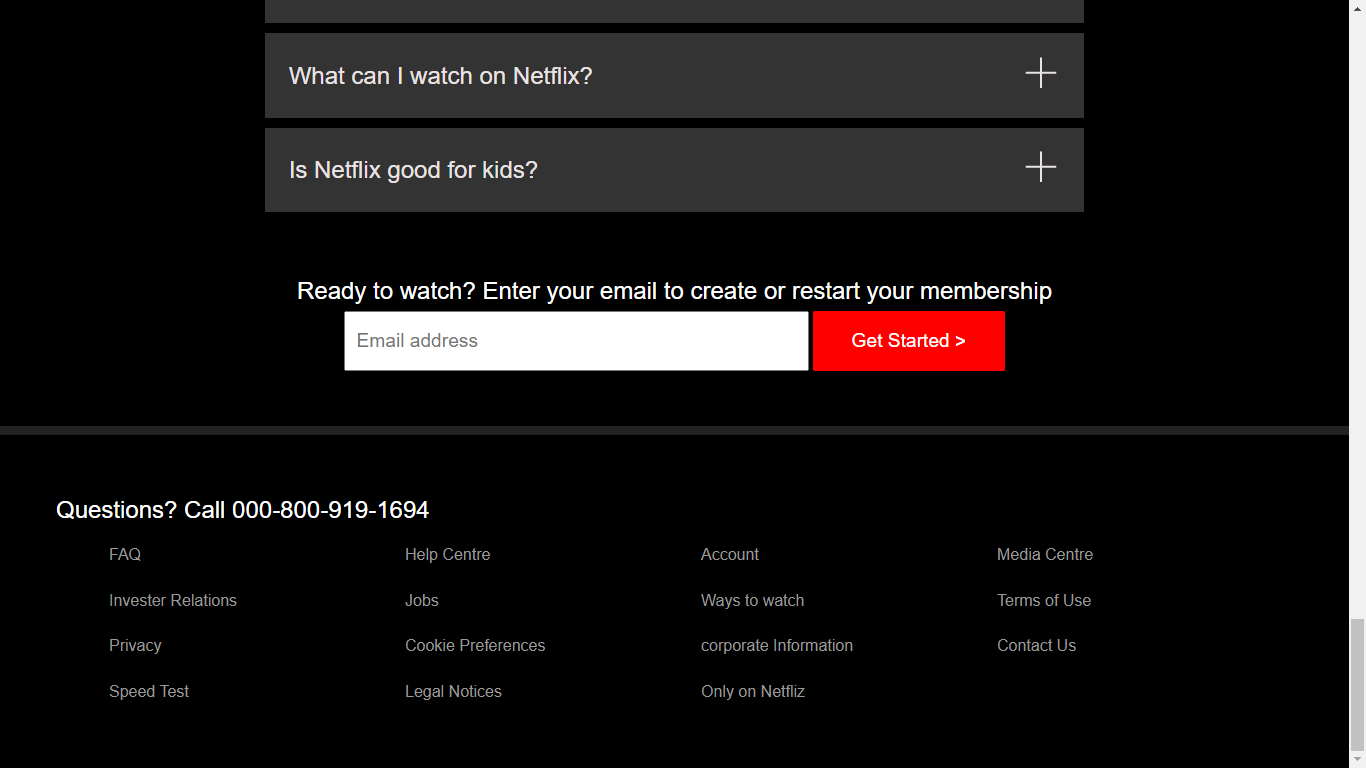 What can I watch on Netflix?
Is Netflix good for kids?
Ready to watch? Enter your email to create or restart your membership
Email address
Get Started >
Questions? Call 000-800-919-1694
FAQ
Help Centre
Account
Media Centre
Invester Relations
Jobs
Ways to watch
Terms of Use
Privacy
Cookie Preferences
corporate Information
Contact Us
Speed Test
Legal Notices
Only on Netfliz